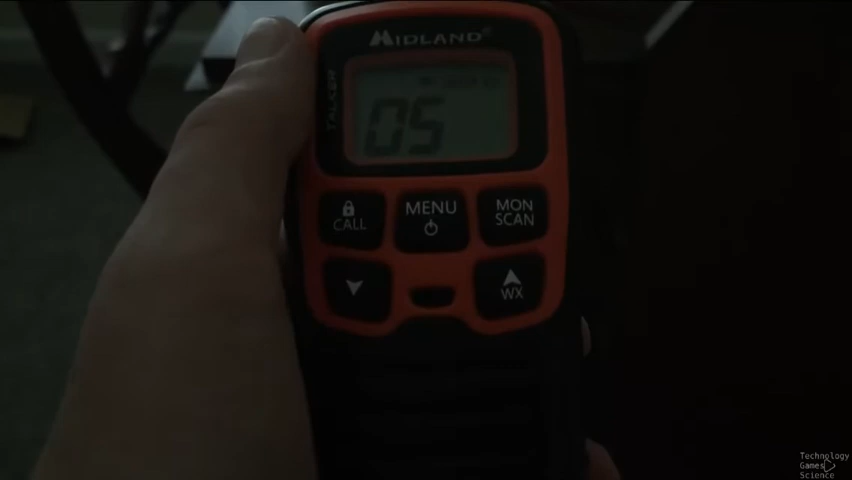 MIDLAND
TALKER
05
CALL
MENU
MON
SCAN
WX
Technology
Games
Science